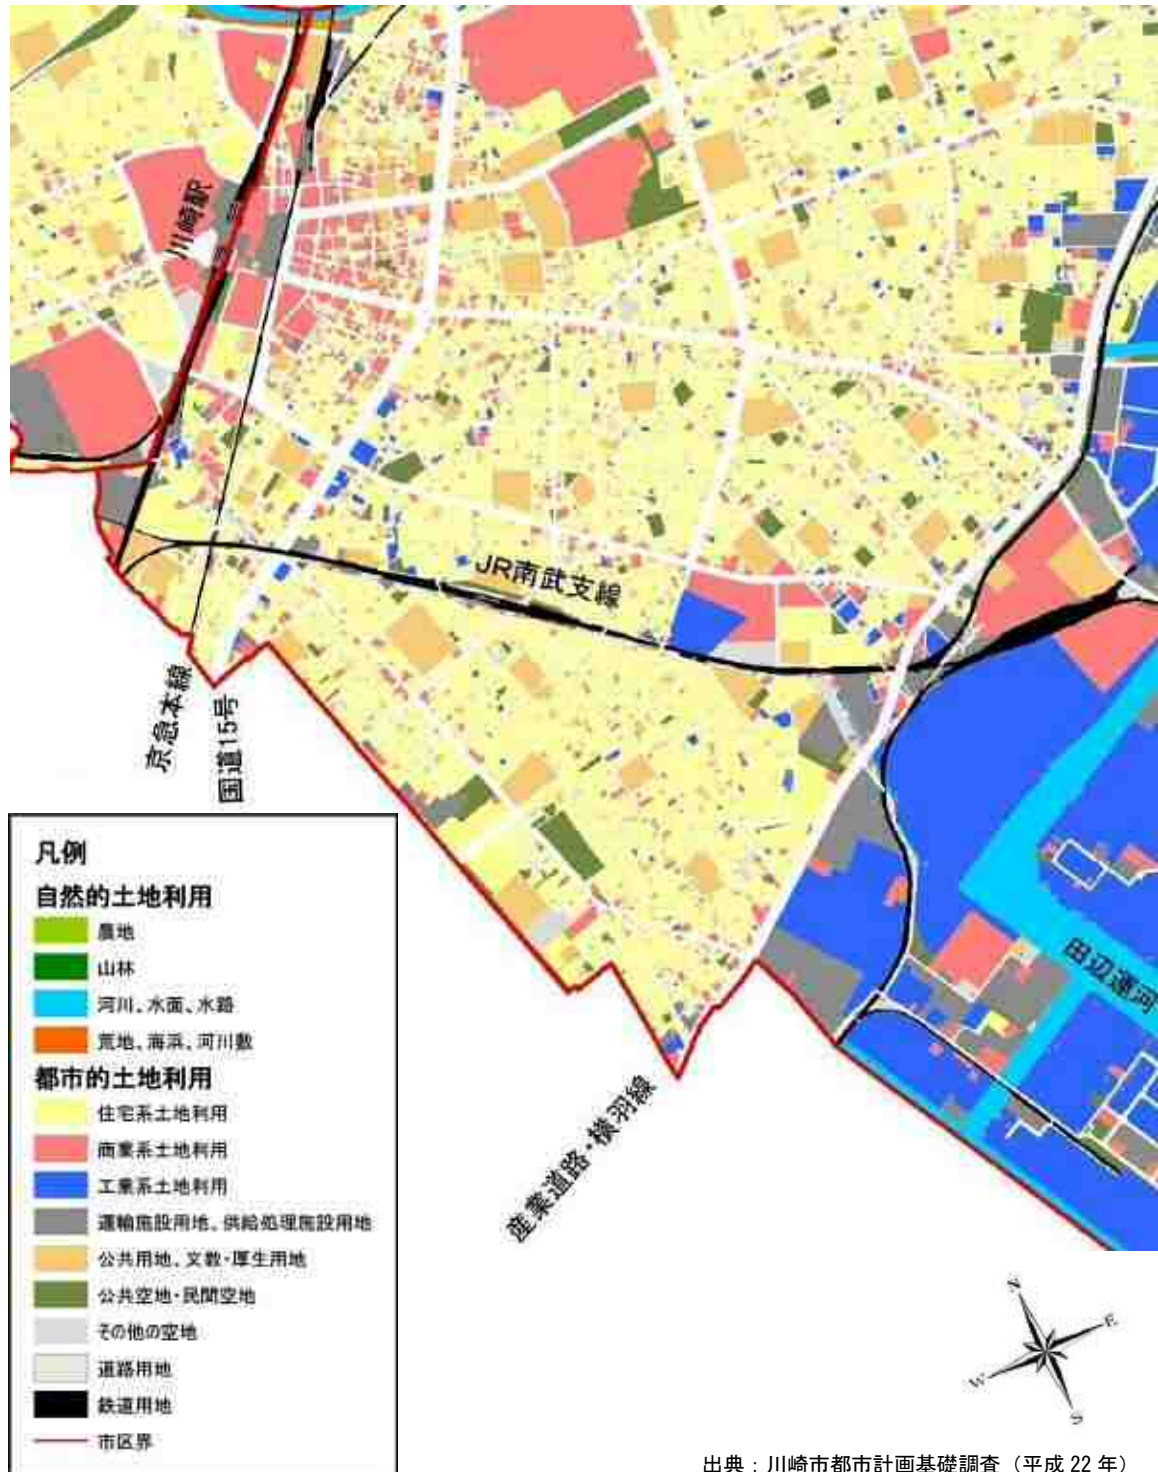 川崎駅
JR南武支線
京急本線
国道15号
田辺運河
産業道路・横羽線
凡例
自然的土地利用
農地
山林
河川、水面、水路
荒地、海浜、河川敷
都市的土地利用
住宅系土地利用
商業系土地利用
工業系土地利用
運輸施設用地、供給処理施設用地
公共用地、文教・厚生用地
公共空地・民間空地
その他の空地
道路用地
鉄道用地
市区界
N
E
W
S
出典：川崎市都市計画基礎調査（平成 22 年）